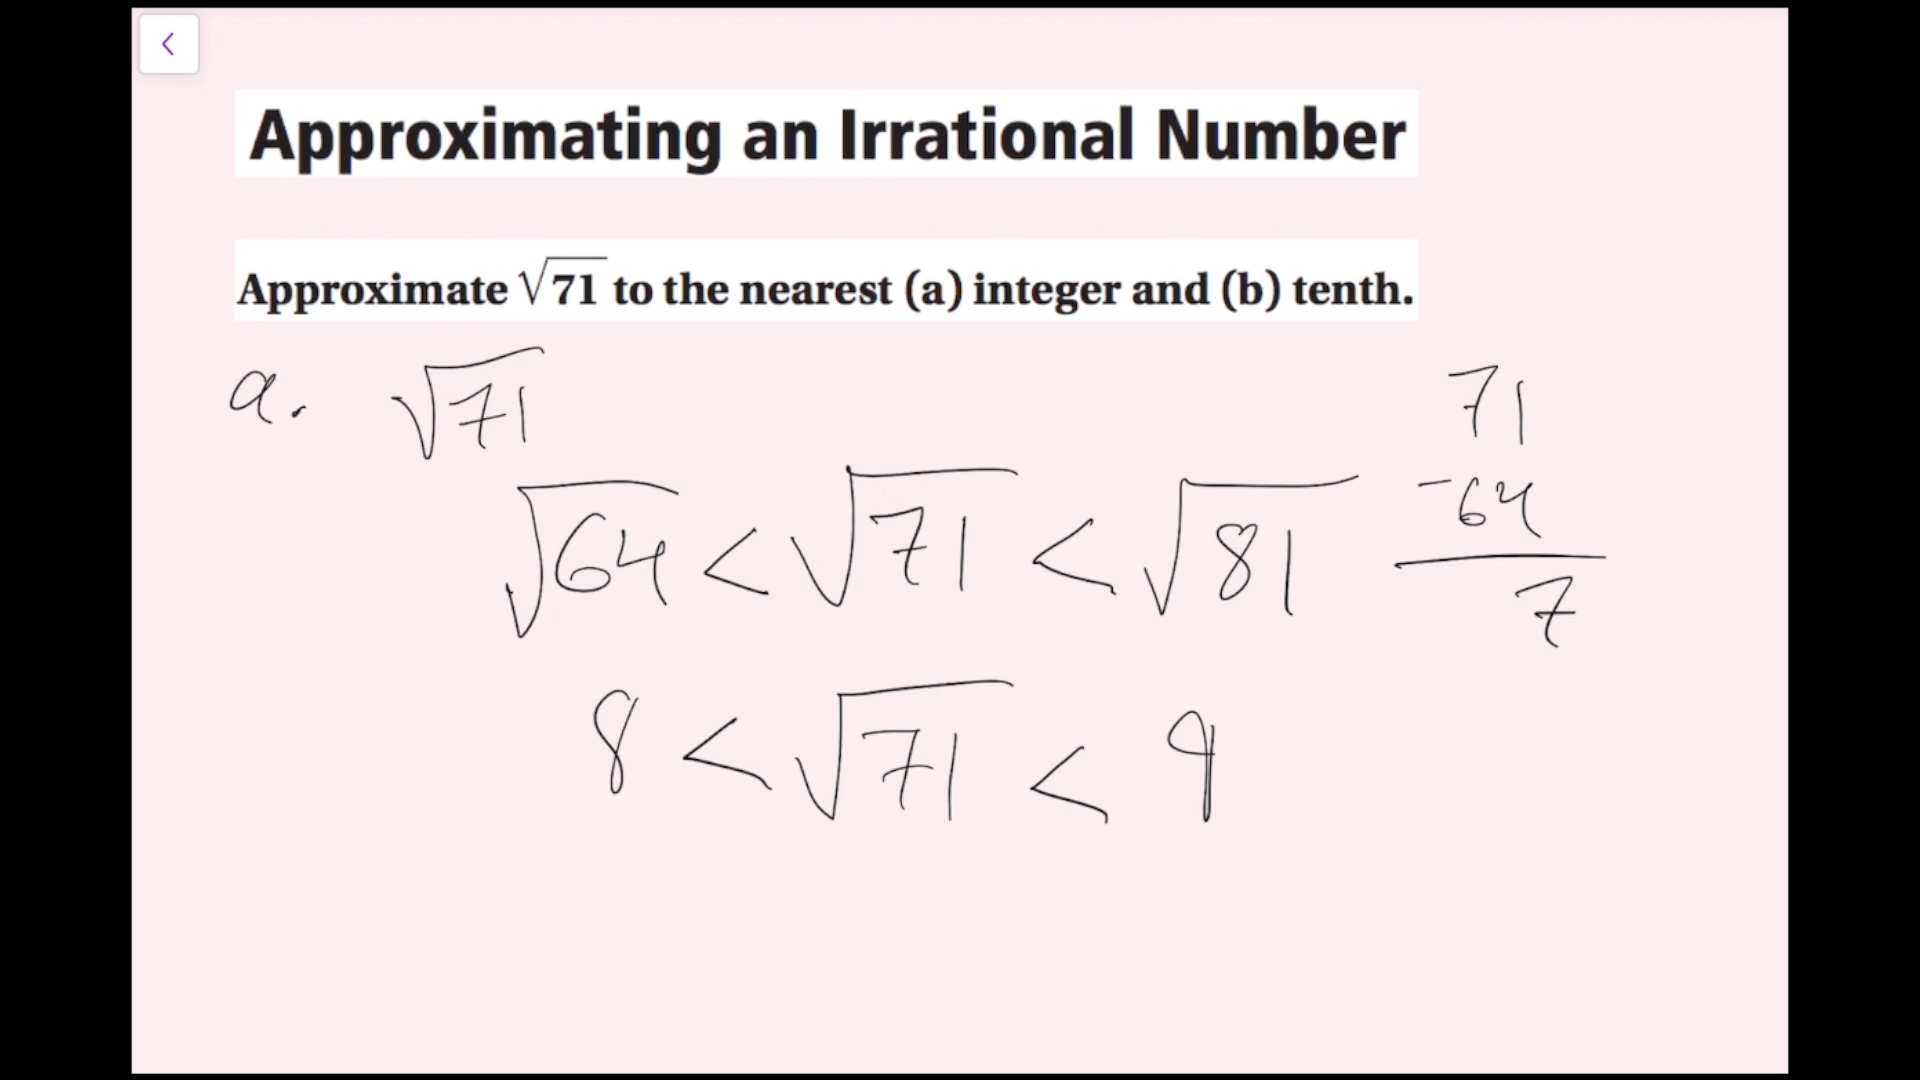 Approximating an Irrational Number
Approximate √71 to the nearest (a) integer and (b) tenth.
a. √71
√64 < √71 < √81
8 < √71 < 9
71
-64
7